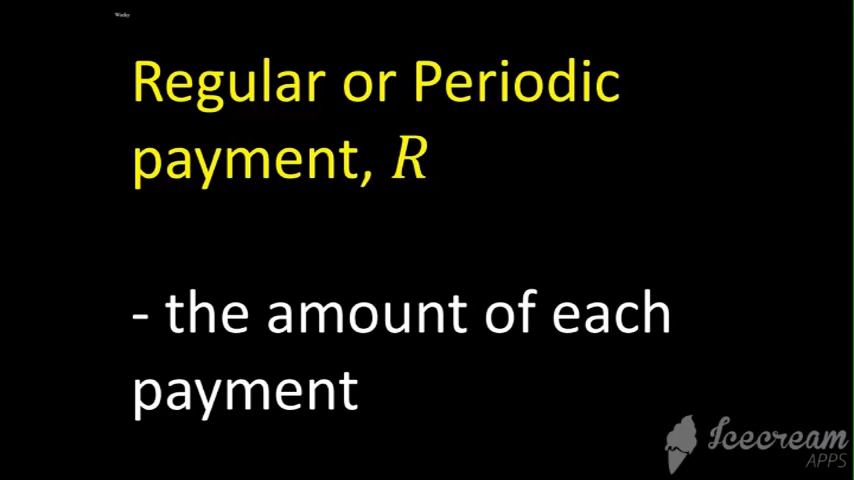 Regular or Periodic
payment, R
- the amount of each
payment
Icecream
APPS